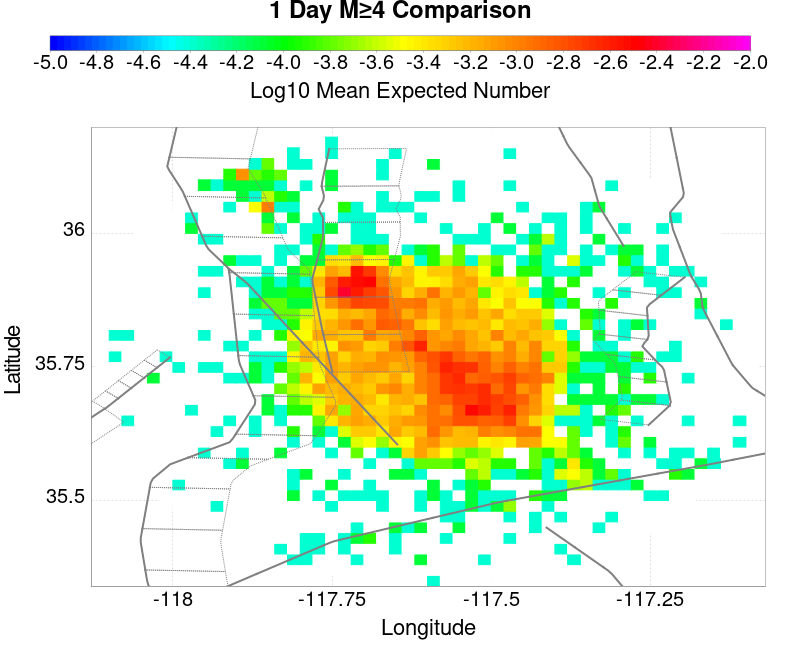 1 Day M≥4 Comparison
-5.0 -4.8 -4.6 -4.4 -4.2 -4.0 -3.8 -3.6 -3.4 -3.2 -3.0 -2.8 -2.6 -2.4 -2.2 -2.0
Log10 Mean Expected Number
36
35.75
35.5
Latitude
-118 -117.75 -117.5 -117.25
Longitude